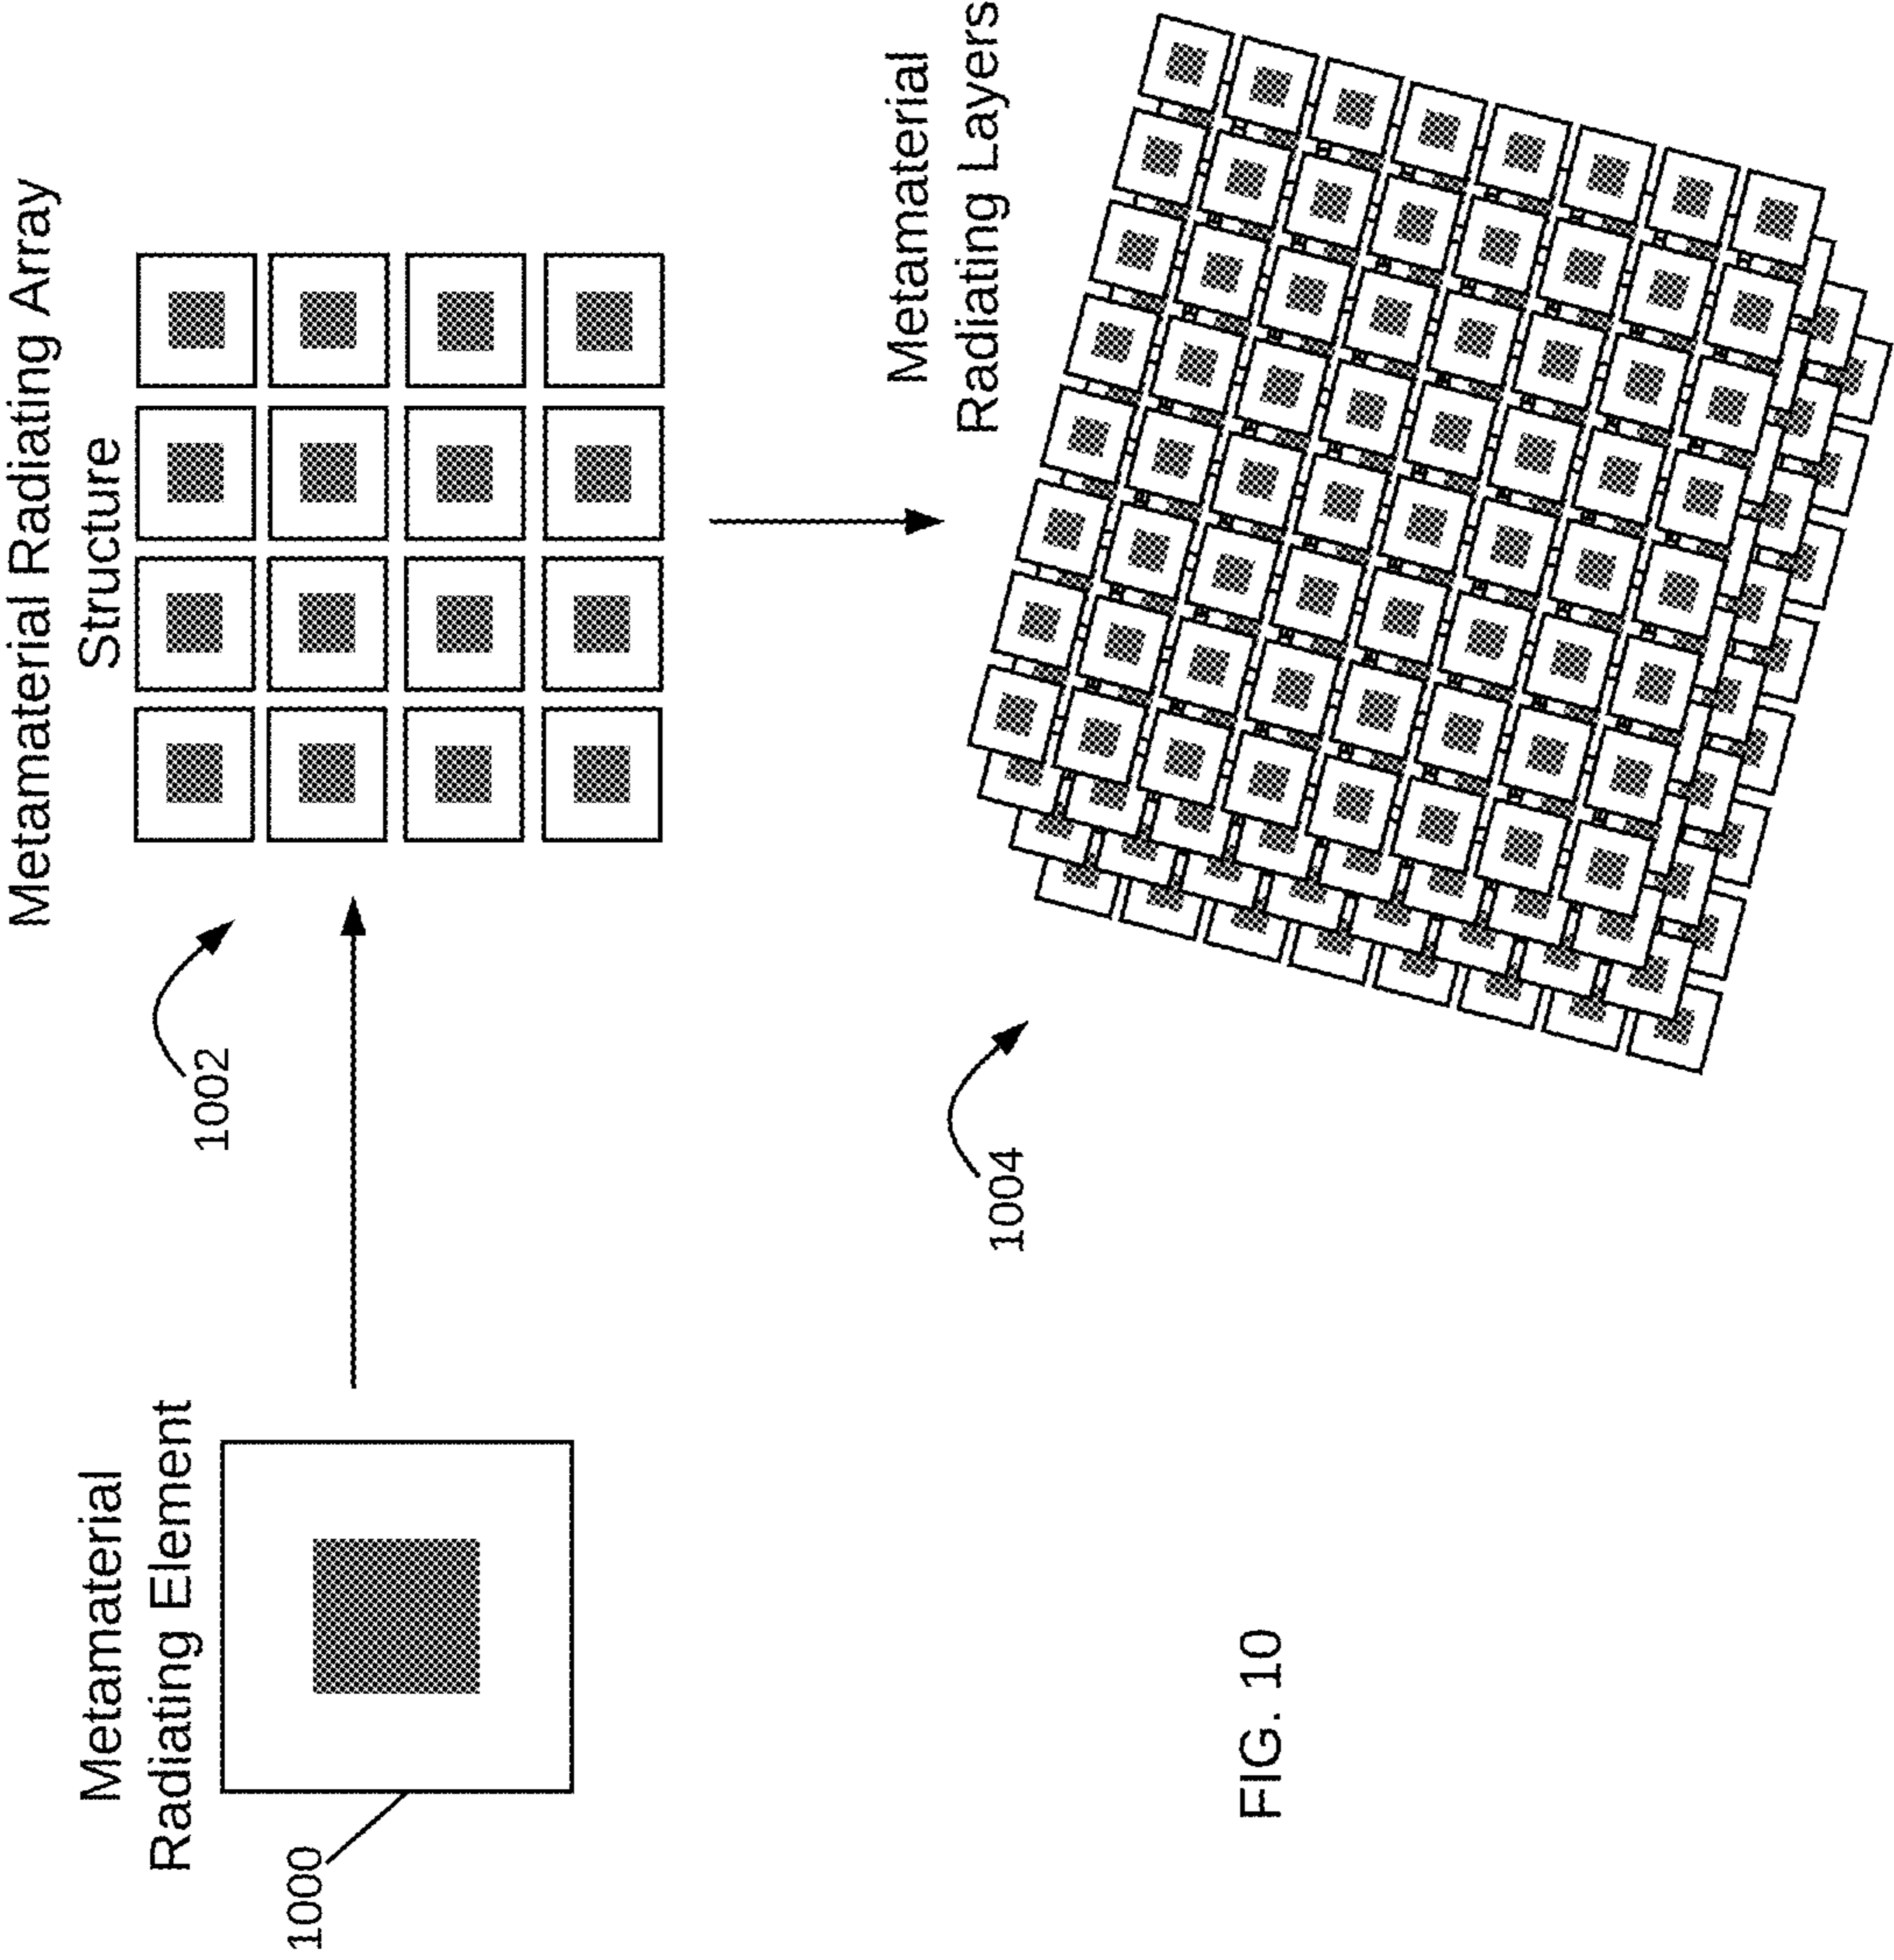 Metamaterial
Radiating Element
1000
Metamaterial Radiating Array
Structure
1002
Metamaterial
Radiating Layers
1004
FIG. 10